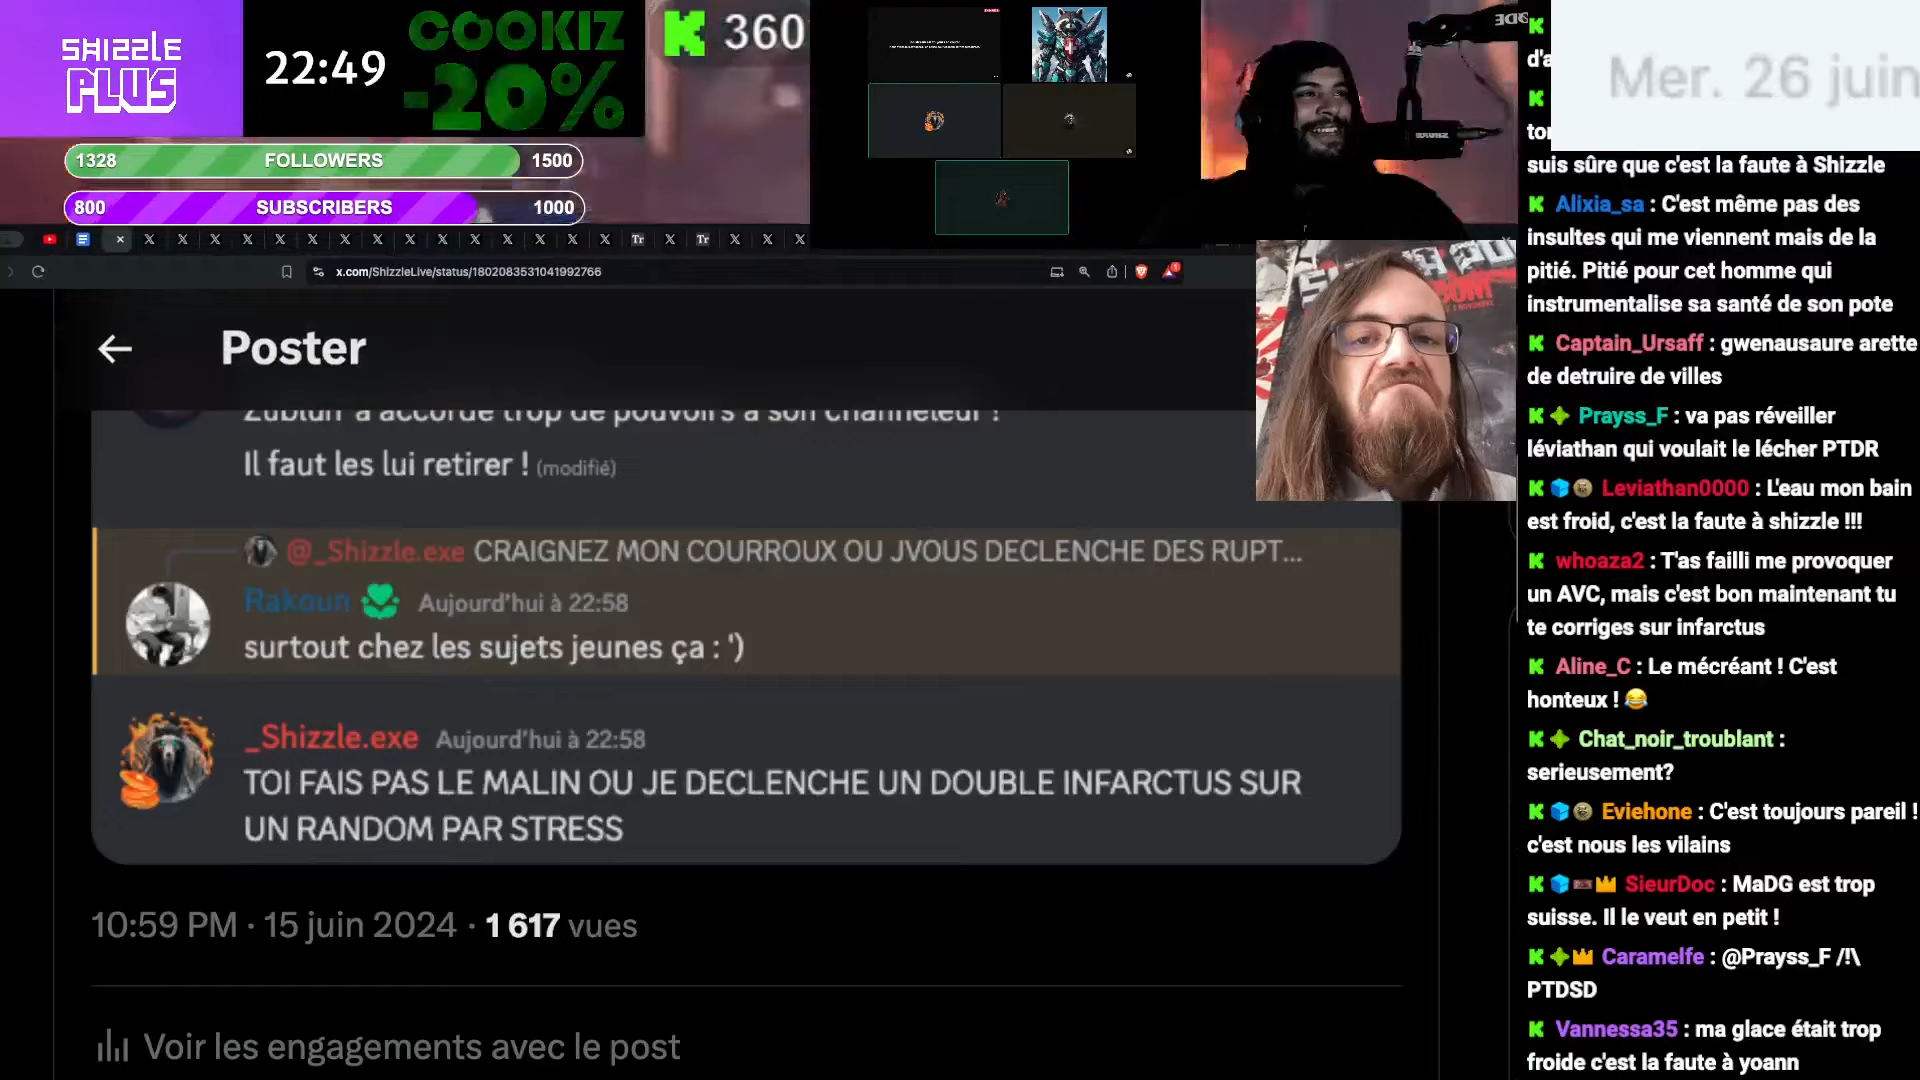 SHIZZLE
PLUS
22:49
COOKIZ
-20%
360
1328 FOLLOWERS 1500
800 SUBSCRIBERS 1000
x.com/ShizzleLive/status/1802083531041992766
Poster
Zublun a accordé trop de pouvoirs à son channeleur !
Il faut les lui retirer ! (modifié)
@_Shizzle.exe CRAIGNEZ MON COURROUX OU JVOUS DECLENCHE DES RUPT...
Rakoun Aujourd'hui à 22:58
surtout chez les sujets jeunes ça : ')
_Shizzle.exe Aujourd'hui à 22:58
TOI FAIS PAS LE MALIN OU JE DECLENCHE UN DOUBLE INFARCTUS SUR
UN RANDOM PAR STRESS
10:59 PM · 15 juin 2024 · 1 617 vues
Voir les engagements avec le post
Mer. 26 juin
suis sûre que c'est la faute à Shizzle
Alixia_sa : C'est même pas des
insultes qui me viennent mais de la
pitié. Pitié pour cet homme qui
instrumentalise sa santé de son pote
Captain_Ursaff : gwenausaure arette
de detruire de villes
Prayss_F : va pas réveiller
léviathan qui voulait le lécher PTDR
Leviathan0000 : L'eau mon bain
est froid, c'est la faute à shizzle !!!
whoaza2 : T'as failli me provoquer
un AVC, mais c'est bon maintenant tu
te corriges sur infarctus
Aline_C : Le mécréant ! C'est
honteux ! 😂
Chat_noir_troublant :
serieusement?
Eviehone : C'est toujours pareil !
c'est nous les vilains
SieurDoc : MaDG est trop
suisse. Il le veut en petit !
Caramelfe : @Prayss_F /!\
PTDSD
Vannessa35 : ma glace était trop
froide c'est la faute à yoann